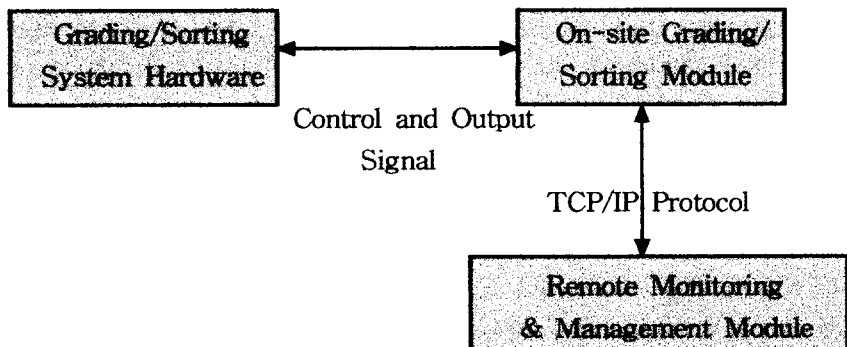 Grading/Sorting
System Hardware
On-site Grading/
Sorting Module
Control and Output
Signal
TCP/IP Protocol
Remote Monitoring
& Management Module